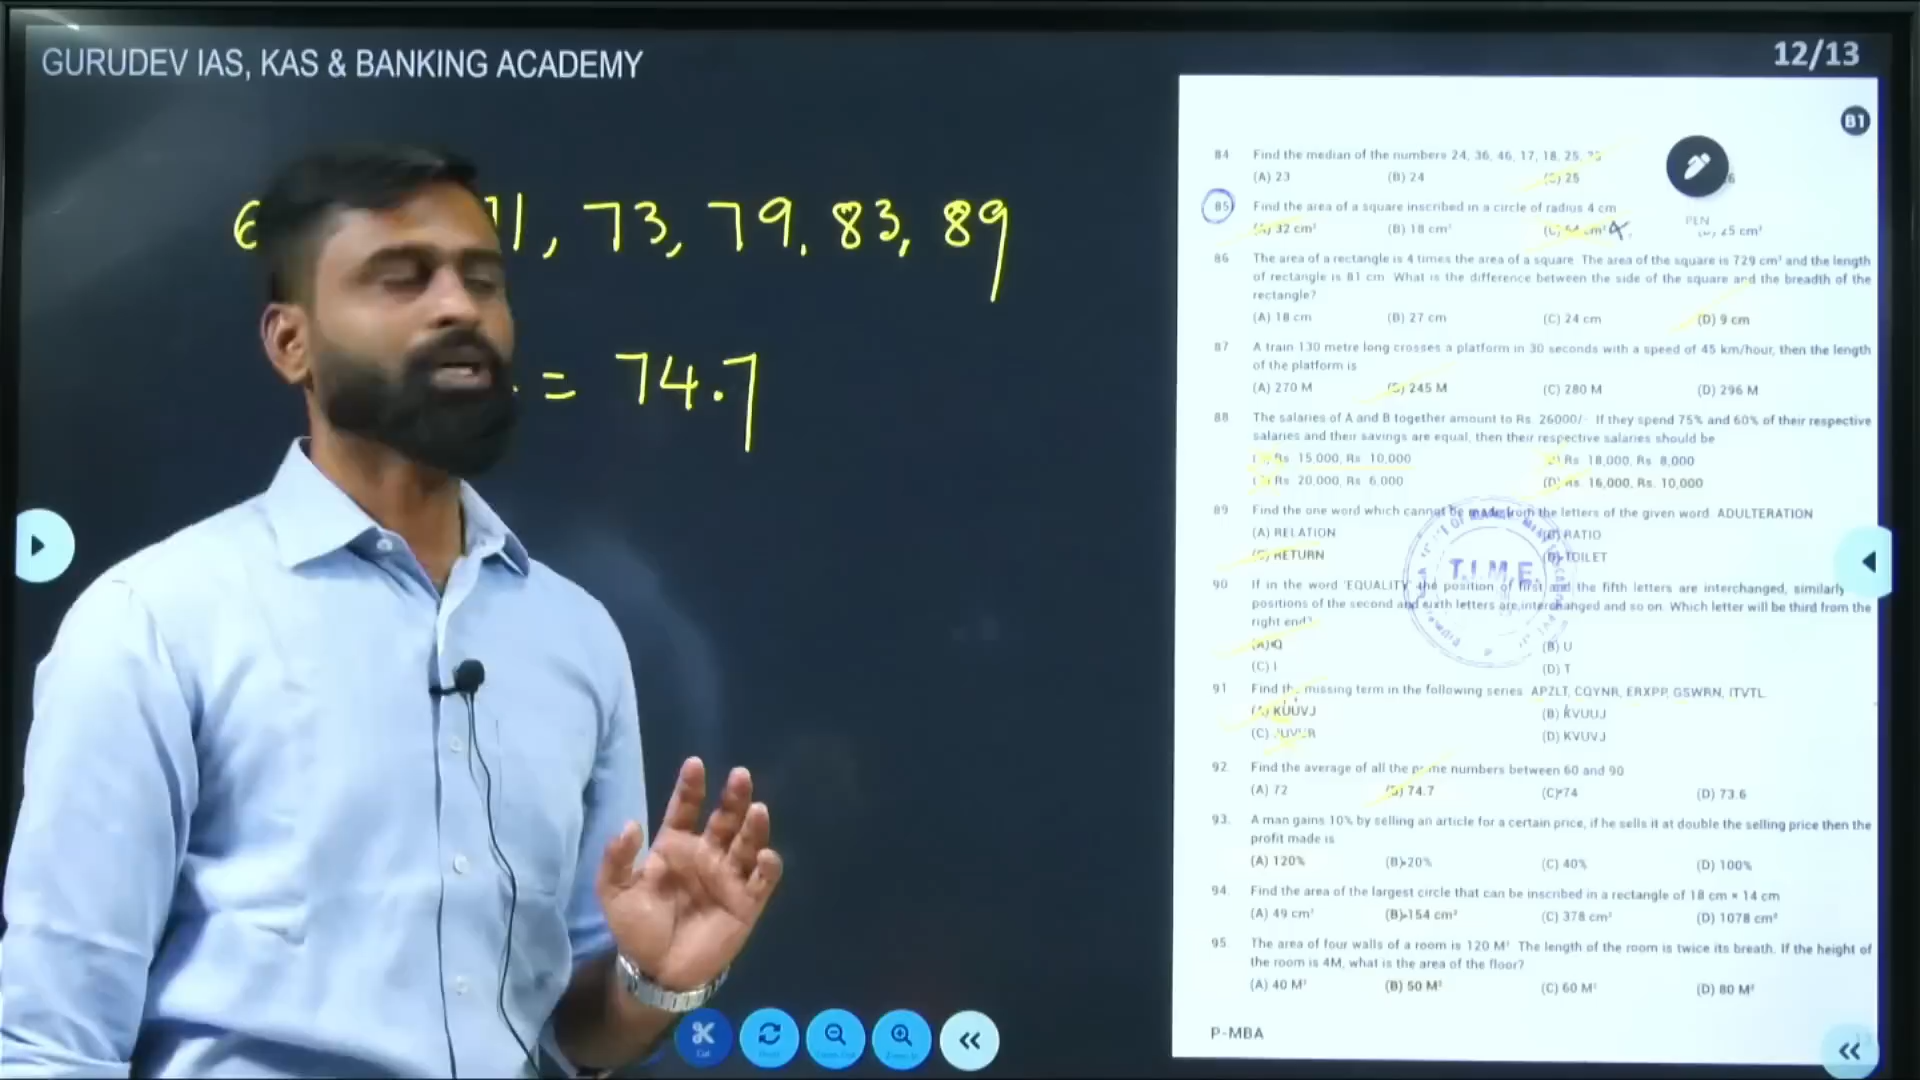 GURUDEV IAS, KAS & BANKING ACADEMY
12/13
71, 73, 79, 83, 89
= 74.7
B1
PEN
84 Find the median of the numbers 24, 36, 46, 17, 18, 25,
(A) 23 (B) 24 (C) 25
85 Find the area of a square inscribed in a circle of radius 4 cm
(A) 32 cm² (B) 18 cm² (C) 64 cm² (D) 25 cm²
86 The area of a rectangle is 4 times the area of a square. The area of the square is 729 cm² and the length
of rectangle is 81 cm. What is the difference between the side of the square and the breadth of the
rectangle?
(A) 18 cm (B) 27 cm (C) 24 cm (D) 9 cm
87 A train 130 metre long crosses a platform in 30 seconds with a speed of 45 km/hour, then the length
of the platform is
(A) 270 M (B) 245 M (C) 280 M (D) 296 M
88 The salaries of A and B together amount to Rs. 26000/- If they spend 75% and 60% of their respective
salaries and their savings are equal, then their respective salaries should be
Rs. 15,000, Rs. 10,000 Rs. 18,000, Rs. 8,000
Rs. 20,000, Rs. 6,000 (D) Rs. 16,000, Rs. 10,000
89 Find the one word which cannot be made from the letters of the given word ADULTERATION
(A) RELATION RATIO
(C) RETURN (D) TOILET
T.I.M.E.
90 If in the word 'EQUALITY' the position of first and the fifth letters are interchanged, similarly
positions of the second and sixth letters are interchanged and so on. Which letter will be third from the
right end?
(A) Q (B) U
(C) I (D) T
91 Find the missing term in the following series APZLT, CQYNR, ERXPP, GSWRN, ITVTL
(A) KUUVJ (B) KVUUJ
(C) (D) KVUVJ
92. Find the average of all the prime numbers between 60 and 90
(A) 72 (B) 74.7 (C) 74 (D) 73.6
93. A man gains 10% by selling an article for a certain price, if he sells it at double the selling price then the
profit made is
(A) 120% (B) 20% (C) 40% (D) 100%
94. Find the area of the largest circle that can be inscribed in a rectangle of 18 cm × 14 cm
(A) 49 cm² (B) 154 cm² (C) 378 cm² (D) 1078 cm²
95. The area of four walls of a room is 120 M² The length of the room is twice its breath. If the height of
the room is 4M, what is the area of the floor?
(A) 40 M² (B) 50 M² (C) 60 M² (D) 80 M²
P-MBA
Cut